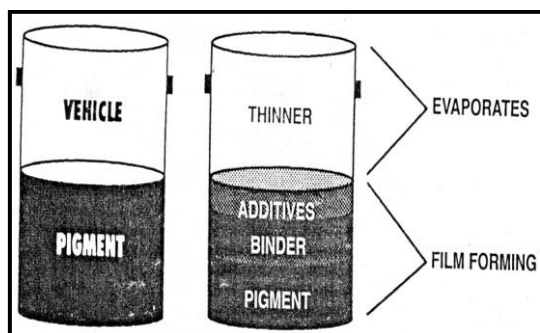 VEHICLE
PIGMENT
THINNER
ADDITIVES
BINDER
PIGMENT
EVAPORATES
FILM FORMING